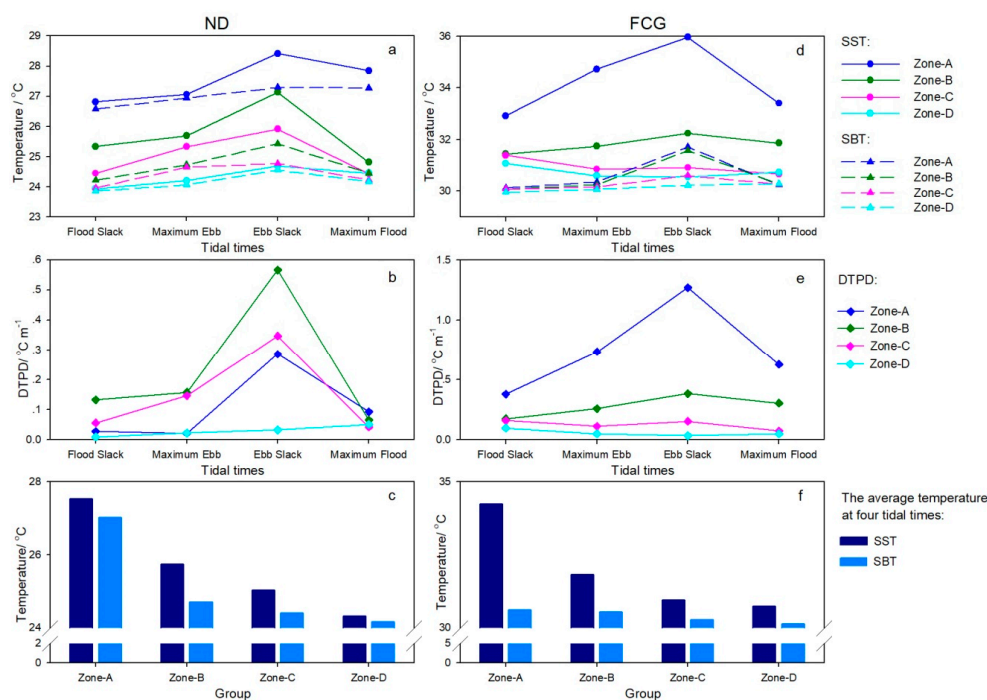 ND
FCG
a
29
28
27
26
25
24
23
Temperature / °C
Flood Slack Maximum Ebb Ebb Slack Maximum Flood
Tidal times
d
36
34
32
30
Temperature / °C
Flood Slack Maximum Ebb Ebb Slack Maximum Flood
Tidal times
SST:
Zone-A
Zone-B
Zone-C
Zone-D
SBT:
Zone-A
Zone-B
Zone-C
Zone-D
b
.6
.5
.4
.3
.2
.1
0.0
DTPD/ °C m-1
Flood Slack Maximum Ebb Ebb Slack Maximum Flood
Tidal times
e
1.5
1.0
.5
0.0
DTPD/ °C m-1
Flood Slack Maximum Ebb Ebb Slack Maximum Flood
Tidal times
DTPD:
Zone-A
Zone-B
Zone-C
Zone-D
c
28
26
24
2
0
Temperature/ °C
Zone-A Zone-B Zone-C Zone-D
Group
f
35
30
5
0
Temperature/ °C
Zone-A Zone-B Zone-C Zone-D
Group
The average temperature
at four tidal times:
SST
SBT